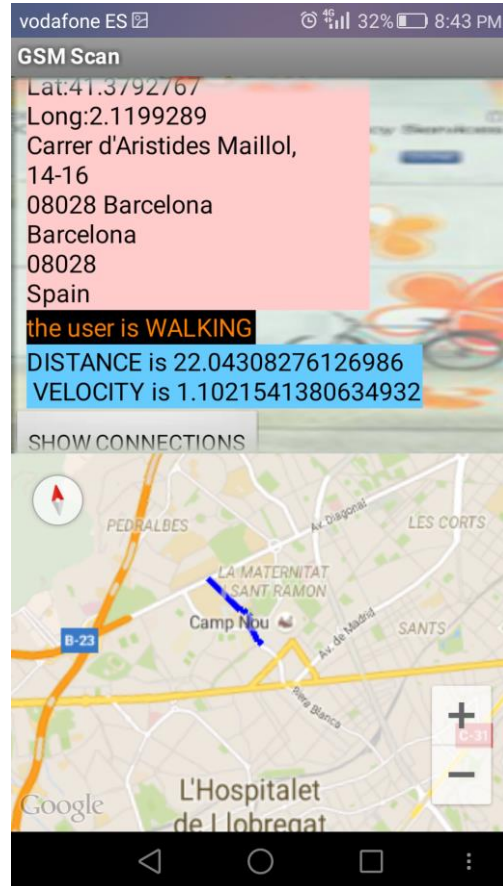 vodafone ES 4G 32% 8:43 PM
GSM Scan
Lat:41.3792767
Long:2.1199289
Carrer d'Aristides Maillol,
14-16
08028 Barcelona
Barcelona
08028
Spain
the user is WALKING
DISTANCE is 22.04308276126986
VELOCITY is 1.1021541380634932
SHOW CONNECTIONS
PEDRALBES
Av. Diagonal
LES CORTS
LA MATERNITAT
I SANT RAMON
Camp Nou
B-23
Av. de Madrid
SANTS
Riera Blanca
+
C-31
−
Google
L'Hospitalet
de Llobregat